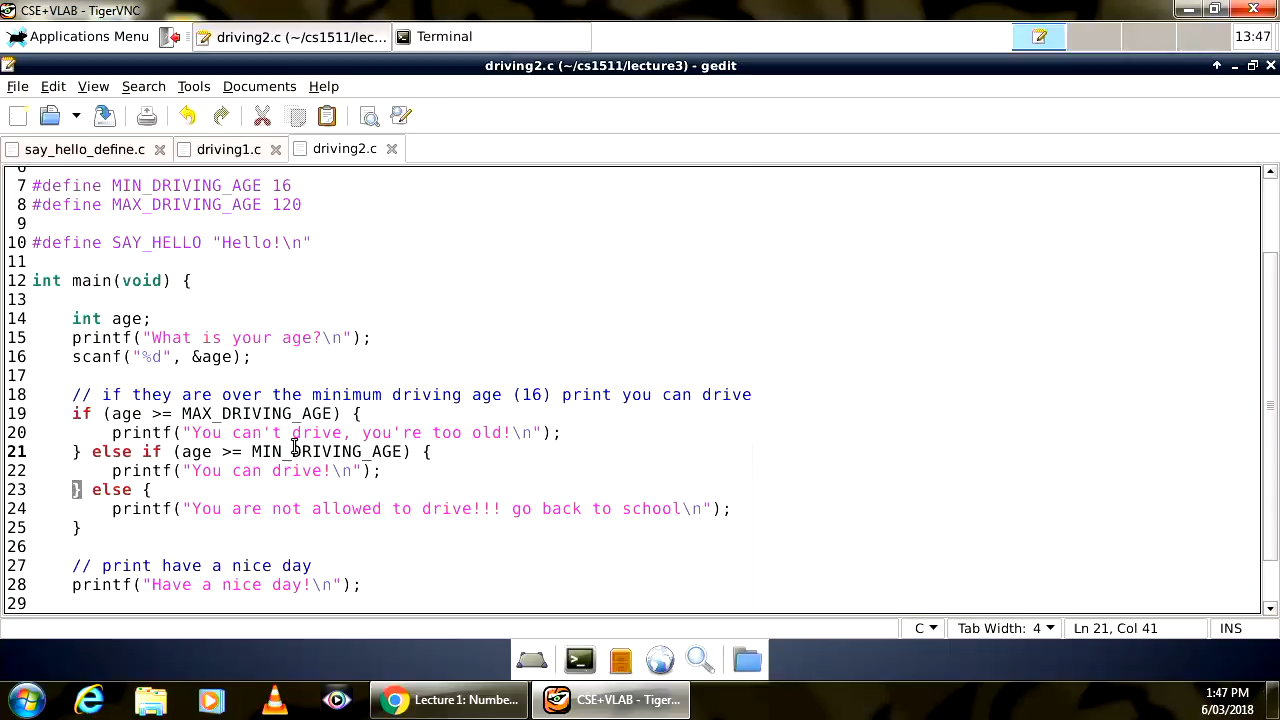 CSE+VLAB - TigerVNC
Applications Menu driving2.c (~/cs1511/lec... Terminal 13:47
driving2.c (~/cs1511/lecture3) - gedit
File Edit View Search Tools Documents Help
say_hello_define.c driving1.c driving2.c
6
7 #define MIN_DRIVING_AGE 16
8 #define MAX_DRIVING_AGE 120
9
10 #define SAY_HELLO "Hello!\n"
11
12 int main(void) {
13
14 int age;
15 printf("What is your age?\n");
16 scanf("%d", &age);
17
18 // if they are over the minimum driving age (16) print you can drive
19 if (age >= MAX_DRIVING_AGE) {
20 printf("You can't drive, you're too old!\n");
21 } else if (age >= MIN_DRIVING_AGE) {
22 printf("You can drive!\n");
23 } else {
24 printf("You are not allowed to drive!!! go back to school\n");
25 }
26
27 // print have a nice day
28 printf("Have a nice day!\n");
29
C Tab Width: 4 Ln 21, Col 41 INS
Lecture 1: Numbe... CSE+VLAB - Tiger... 1:47 PM
6/03/2018